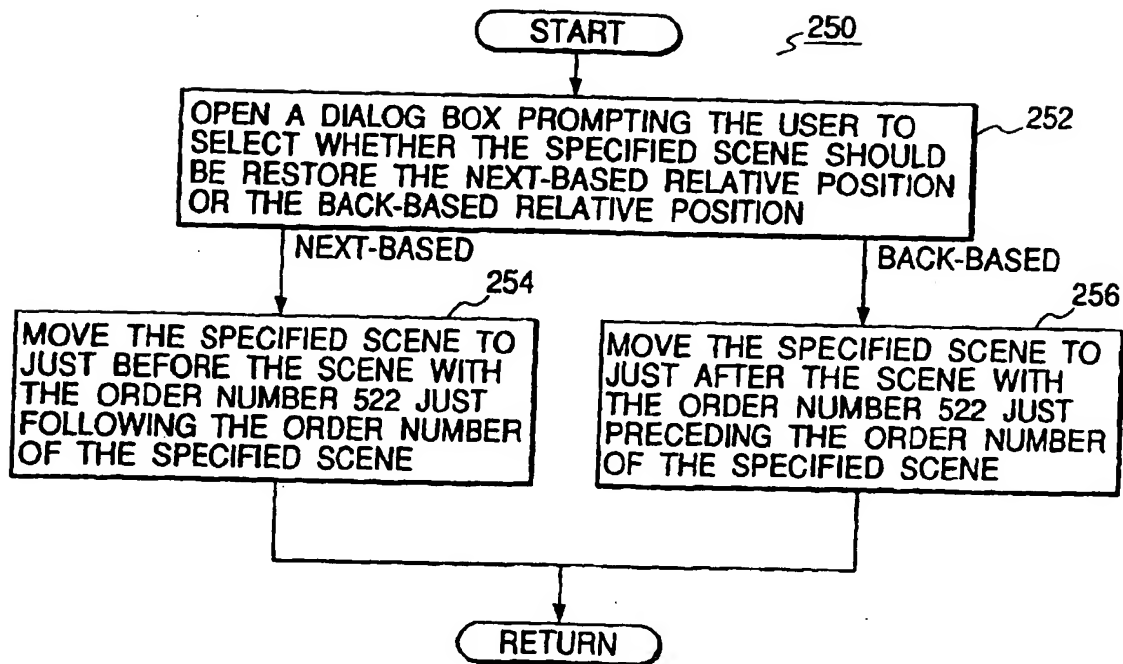 START
250
OPEN A DIALOG BOX PROMPTING THE USER TO
SELECT WHETHER THE SPECIFIED SCENE SHOULD
BE RESTORE THE NEXT-BASED RELATIVE POSITION
OR THE BACK-BASED RELATIVE POSITION
252
NEXT-BASED
BACK-BASED
254
MOVE THE SPECIFIED SCENE TO
JUST BEFORE THE SCENE WITH
THE ORDER NUMBER 522 JUST
FOLLOWING THE ORDER NUMBER
OF THE SPECIFIED SCENE
256
MOVE THE SPECIFIED SCENE TO
JUST AFTER THE SCENE WITH
THE ORDER NUMBER 522 JUST
PRECEDING THE ORDER NUMBER
OF THE SPECIFIED SCENE
RETURN